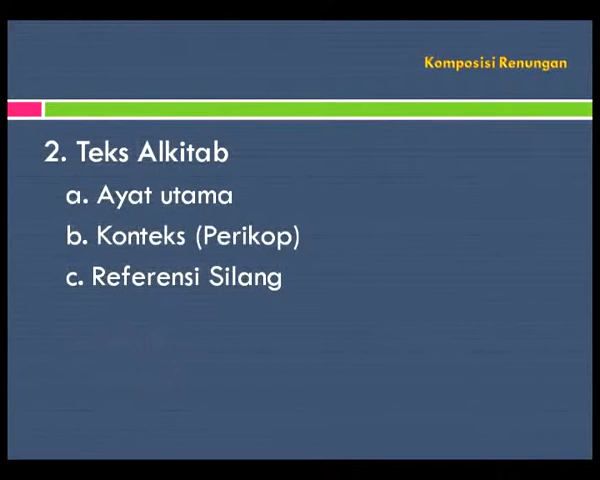 Komposisi Renungan
2. Teks Alkitab
a. Ayat utama
b. Konteks (Perikop)
c. Referensi Silang